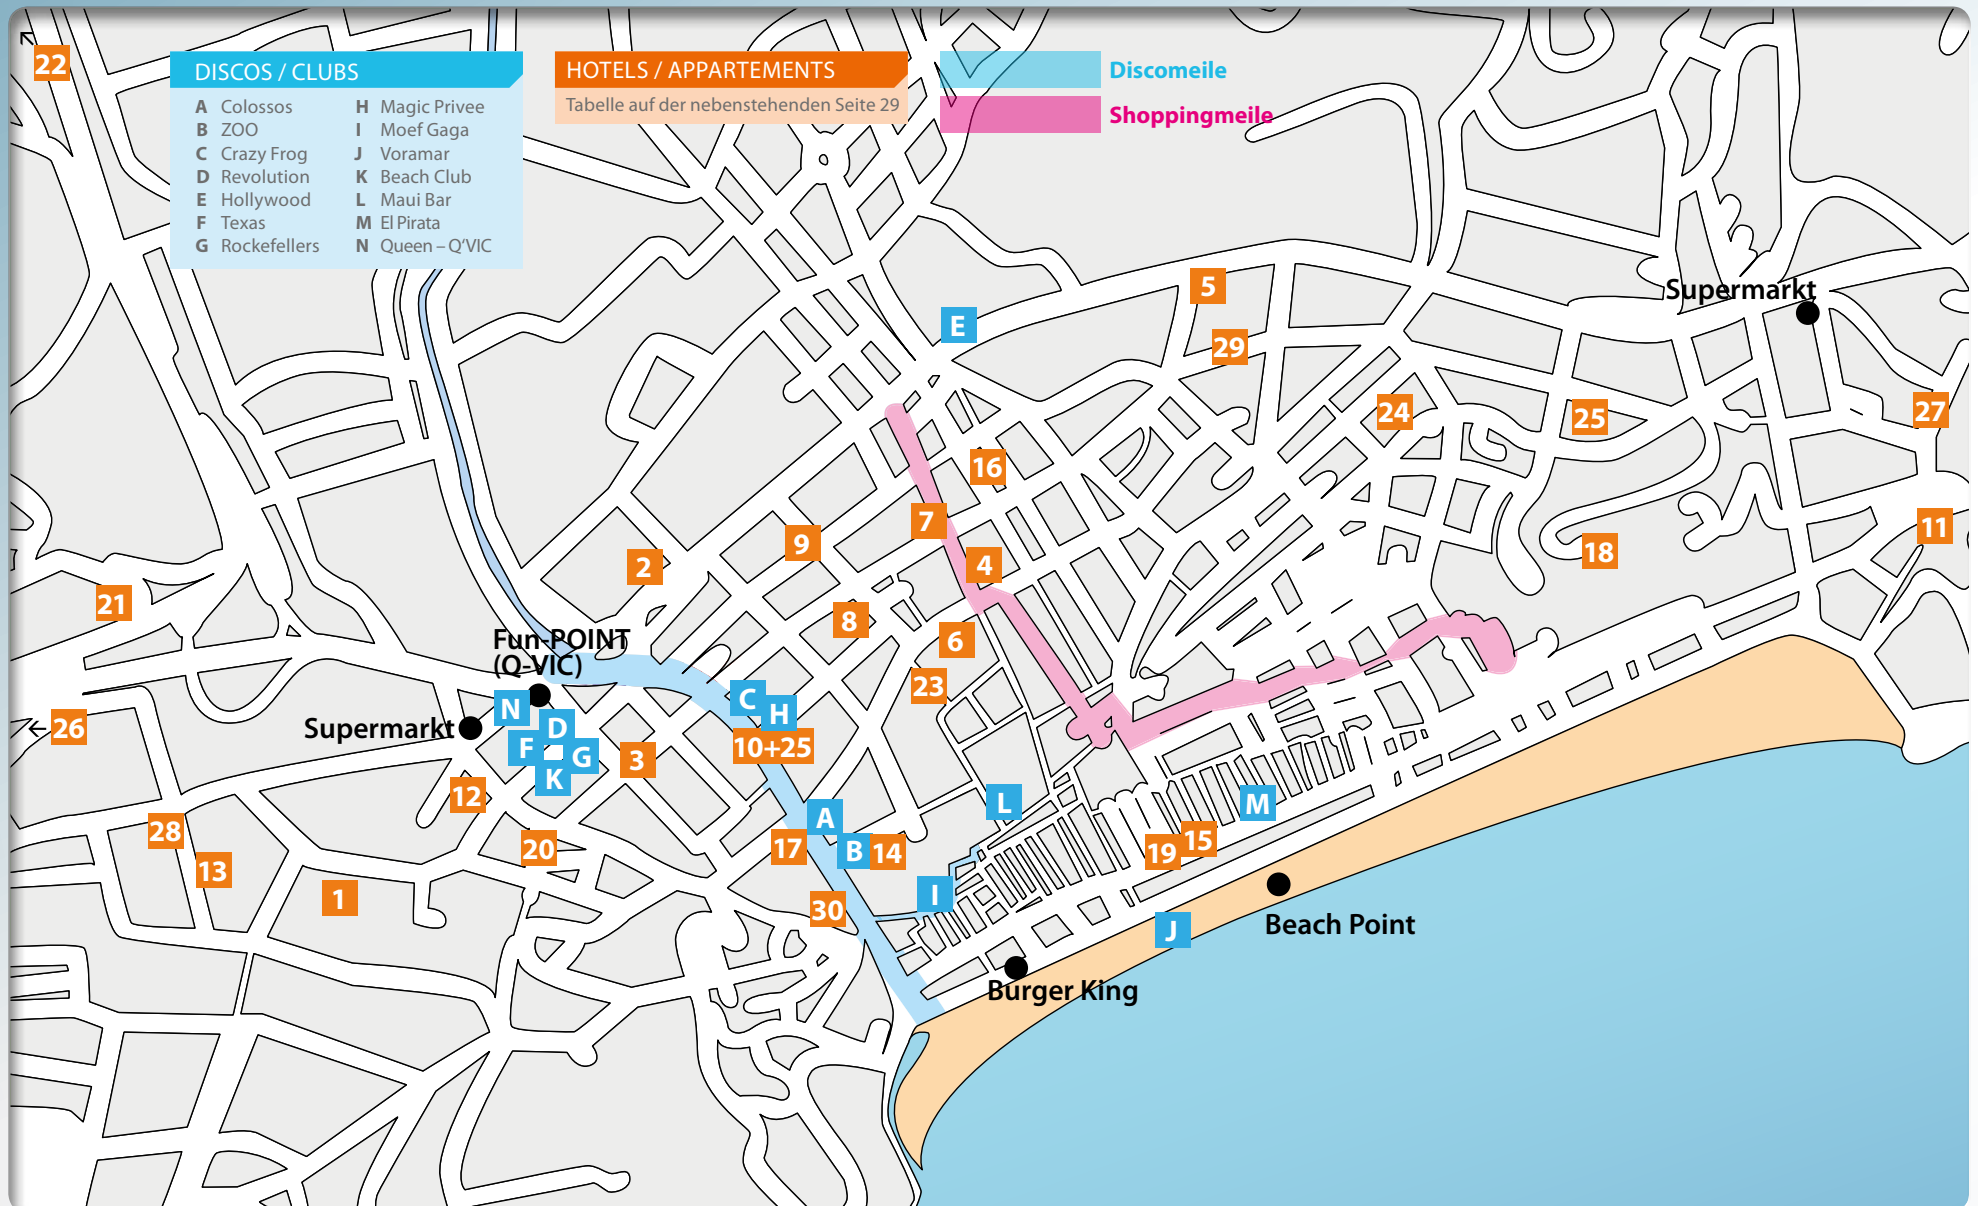 22
DISCOS / CLUBS
A Colossos
B ZOO
C Crazy Frog
D Revolution
E Hollywood
F Texas
G Rockefellers
H Magic Privee
I Moef Gaga
J Voramar
K Beach Club
L Maui Bar
M El Pirata
N Queen – Q'VIC
HOTELS / APPARTEMENTS
Tabelle auf der nebenstehenden Seite 29
Discomeile
Shoppingmeile
5
Supermarkt
E
29
24
25
27
16
7
11
9
18
2
4
21
8
Fun-POINT
(Q-VIC)
6
23
C
N
H
26
Supermarkt
D
F
10+25
G
3
K
12
L
M
A
28
15
20
17
B
14
19
13
1
I
30
J
Beach Point
Burger King